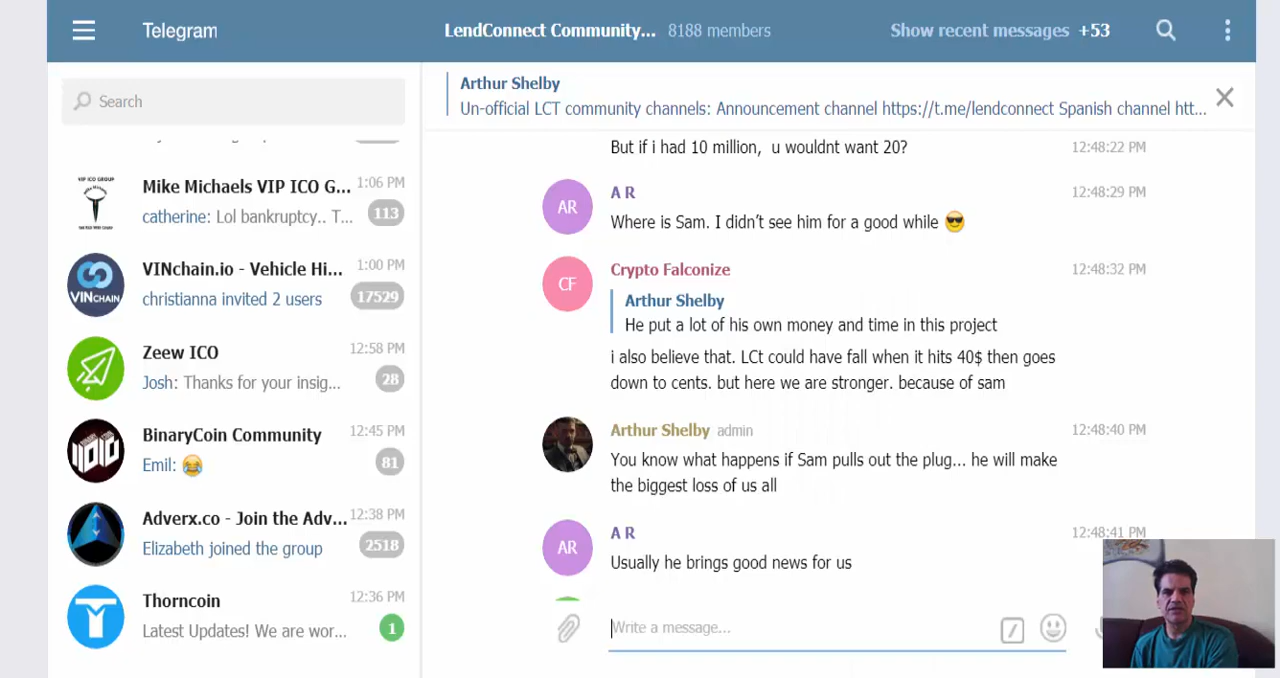 Telegram
LendConnect Community... 8188 members
Show recent messages +53
Search
Arthur Shelby
Un-official LCT community channels: Announcement channel https://t.me/lendconnect Spanish channel htt...
Mike Michaels VIP ICO G... 1:06 PM
catherine: Lol bankruptcy.. T... 113
VINchain.io - Vehicle Hi... 1:00 PM
christianna invited 2 users 17529
VINCHAIN
Zeew ICO 12:58 PM
Josh: Thanks for your insig... 28
BinaryCoin Community 12:45 PM
Emil: 😂 81
Adverx.co - Join the Adv... 12:38 PM
Elizabeth joined the group 2518
Thorncoin 12:36 PM
Latest Updates! We are wor... 1
But if i had 10 million, u wouldnt want 20? 12:48:22 PM
AR
A R 12:48:29 PM
Where is Sam. I didn't see him for a good while 😎
CF
Crypto Falconize 12:48:32 PM
Arthur Shelby
He put a lot of his own money and time in this project
i also believe that. LCt could have fall when it hits 40$ then goes
down to cents. but here we are stronger. because of sam
Arthur Shelby admin 12:48:40 PM
You know what happens if Sam pulls out the plug... he will make
the biggest loss of us all
AR
A R 12:48:41 PM
Usually he brings good news for us
Write a message...